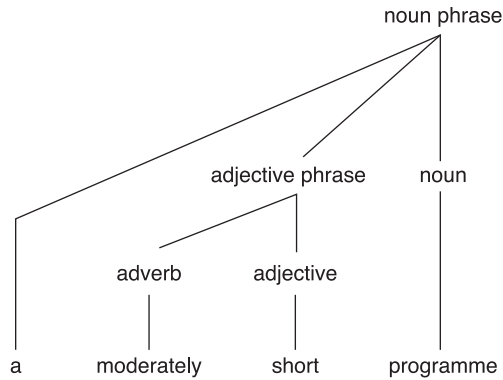 noun phrase
adjective phrase noun
adverb adjective
a moderately short programme